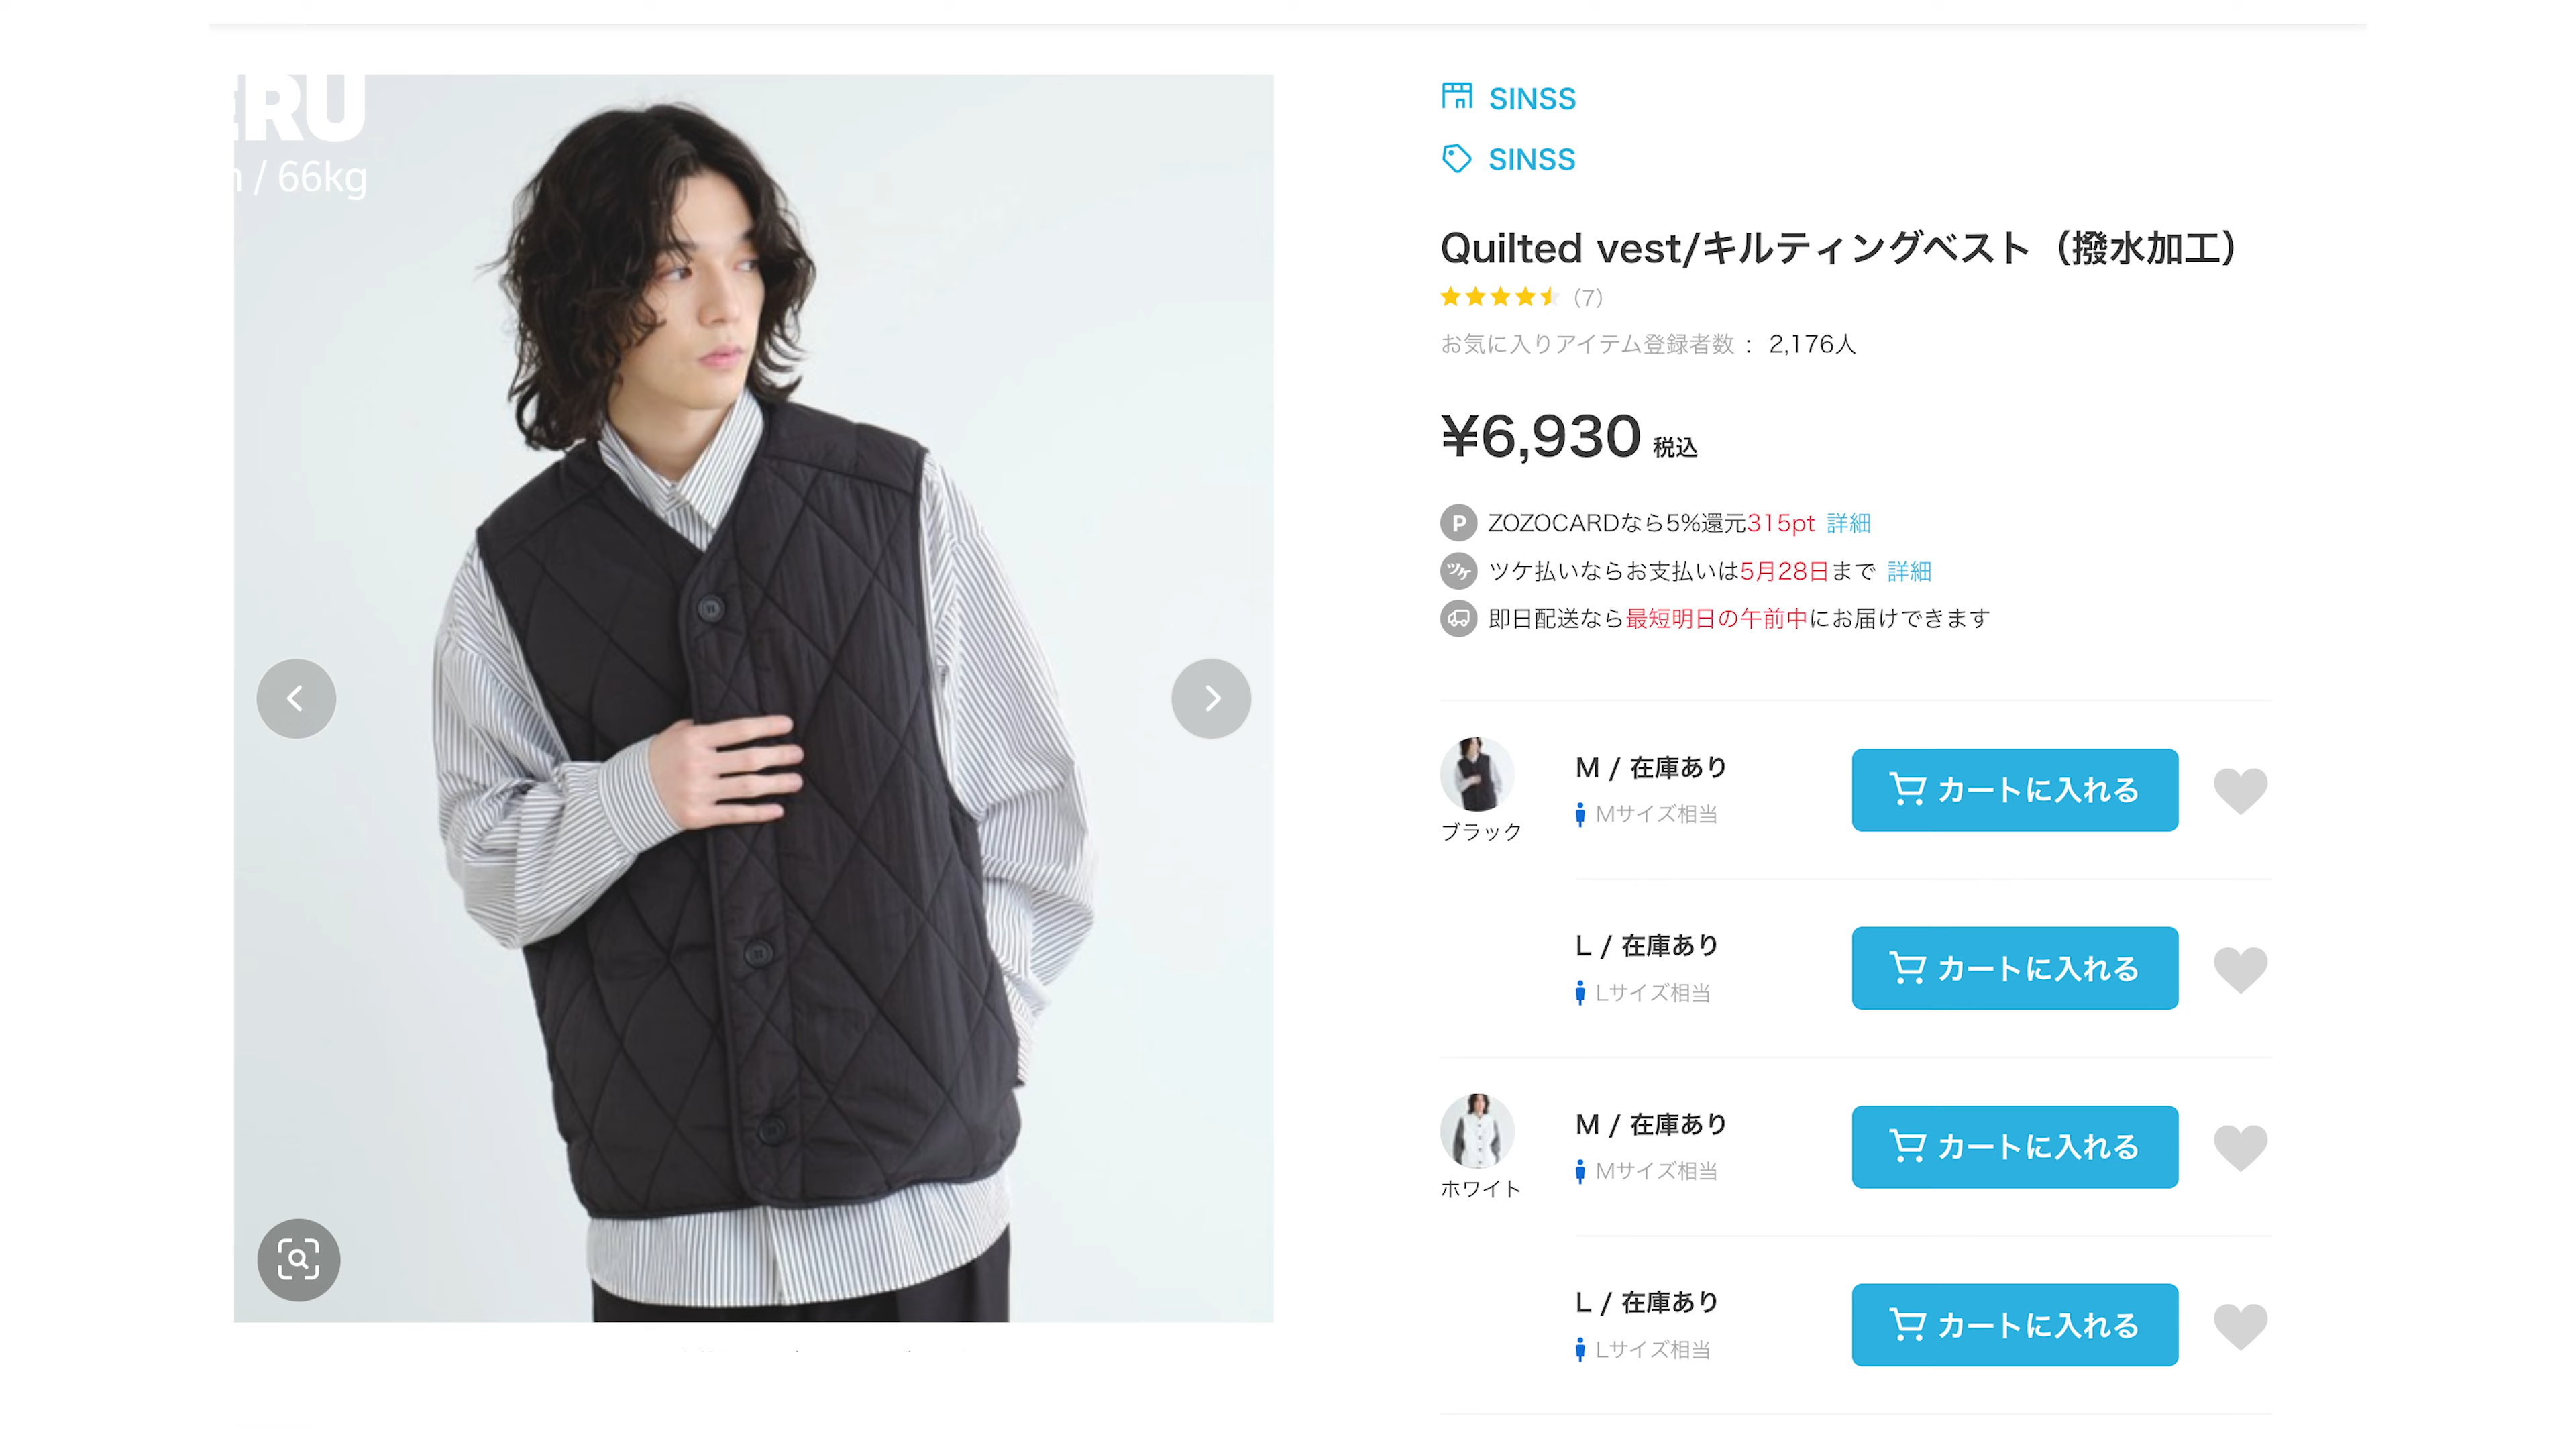 ERU
/ 66kg
SINSS
SINSS
Quilted vest/キルティングベスト（撥水加工）
(7)
お気に入りアイテム登録者数 ： 2,176人
¥6,930 税込
P ZOZOCARDなら5%還元315pt 詳細
ツケ ツケ払いならお支払いは5月28日まで 詳細
即日配送なら最短明日の午前中にお届けできます
ブラック
M / 在庫あり
Mサイズ相当
カートに入れる
L / 在庫あり
Lサイズ相当
カートに入れる
ホワイト
M / 在庫あり
Mサイズ相当
カートに入れる
L / 在庫あり
Lサイズ相当
カートに入れる